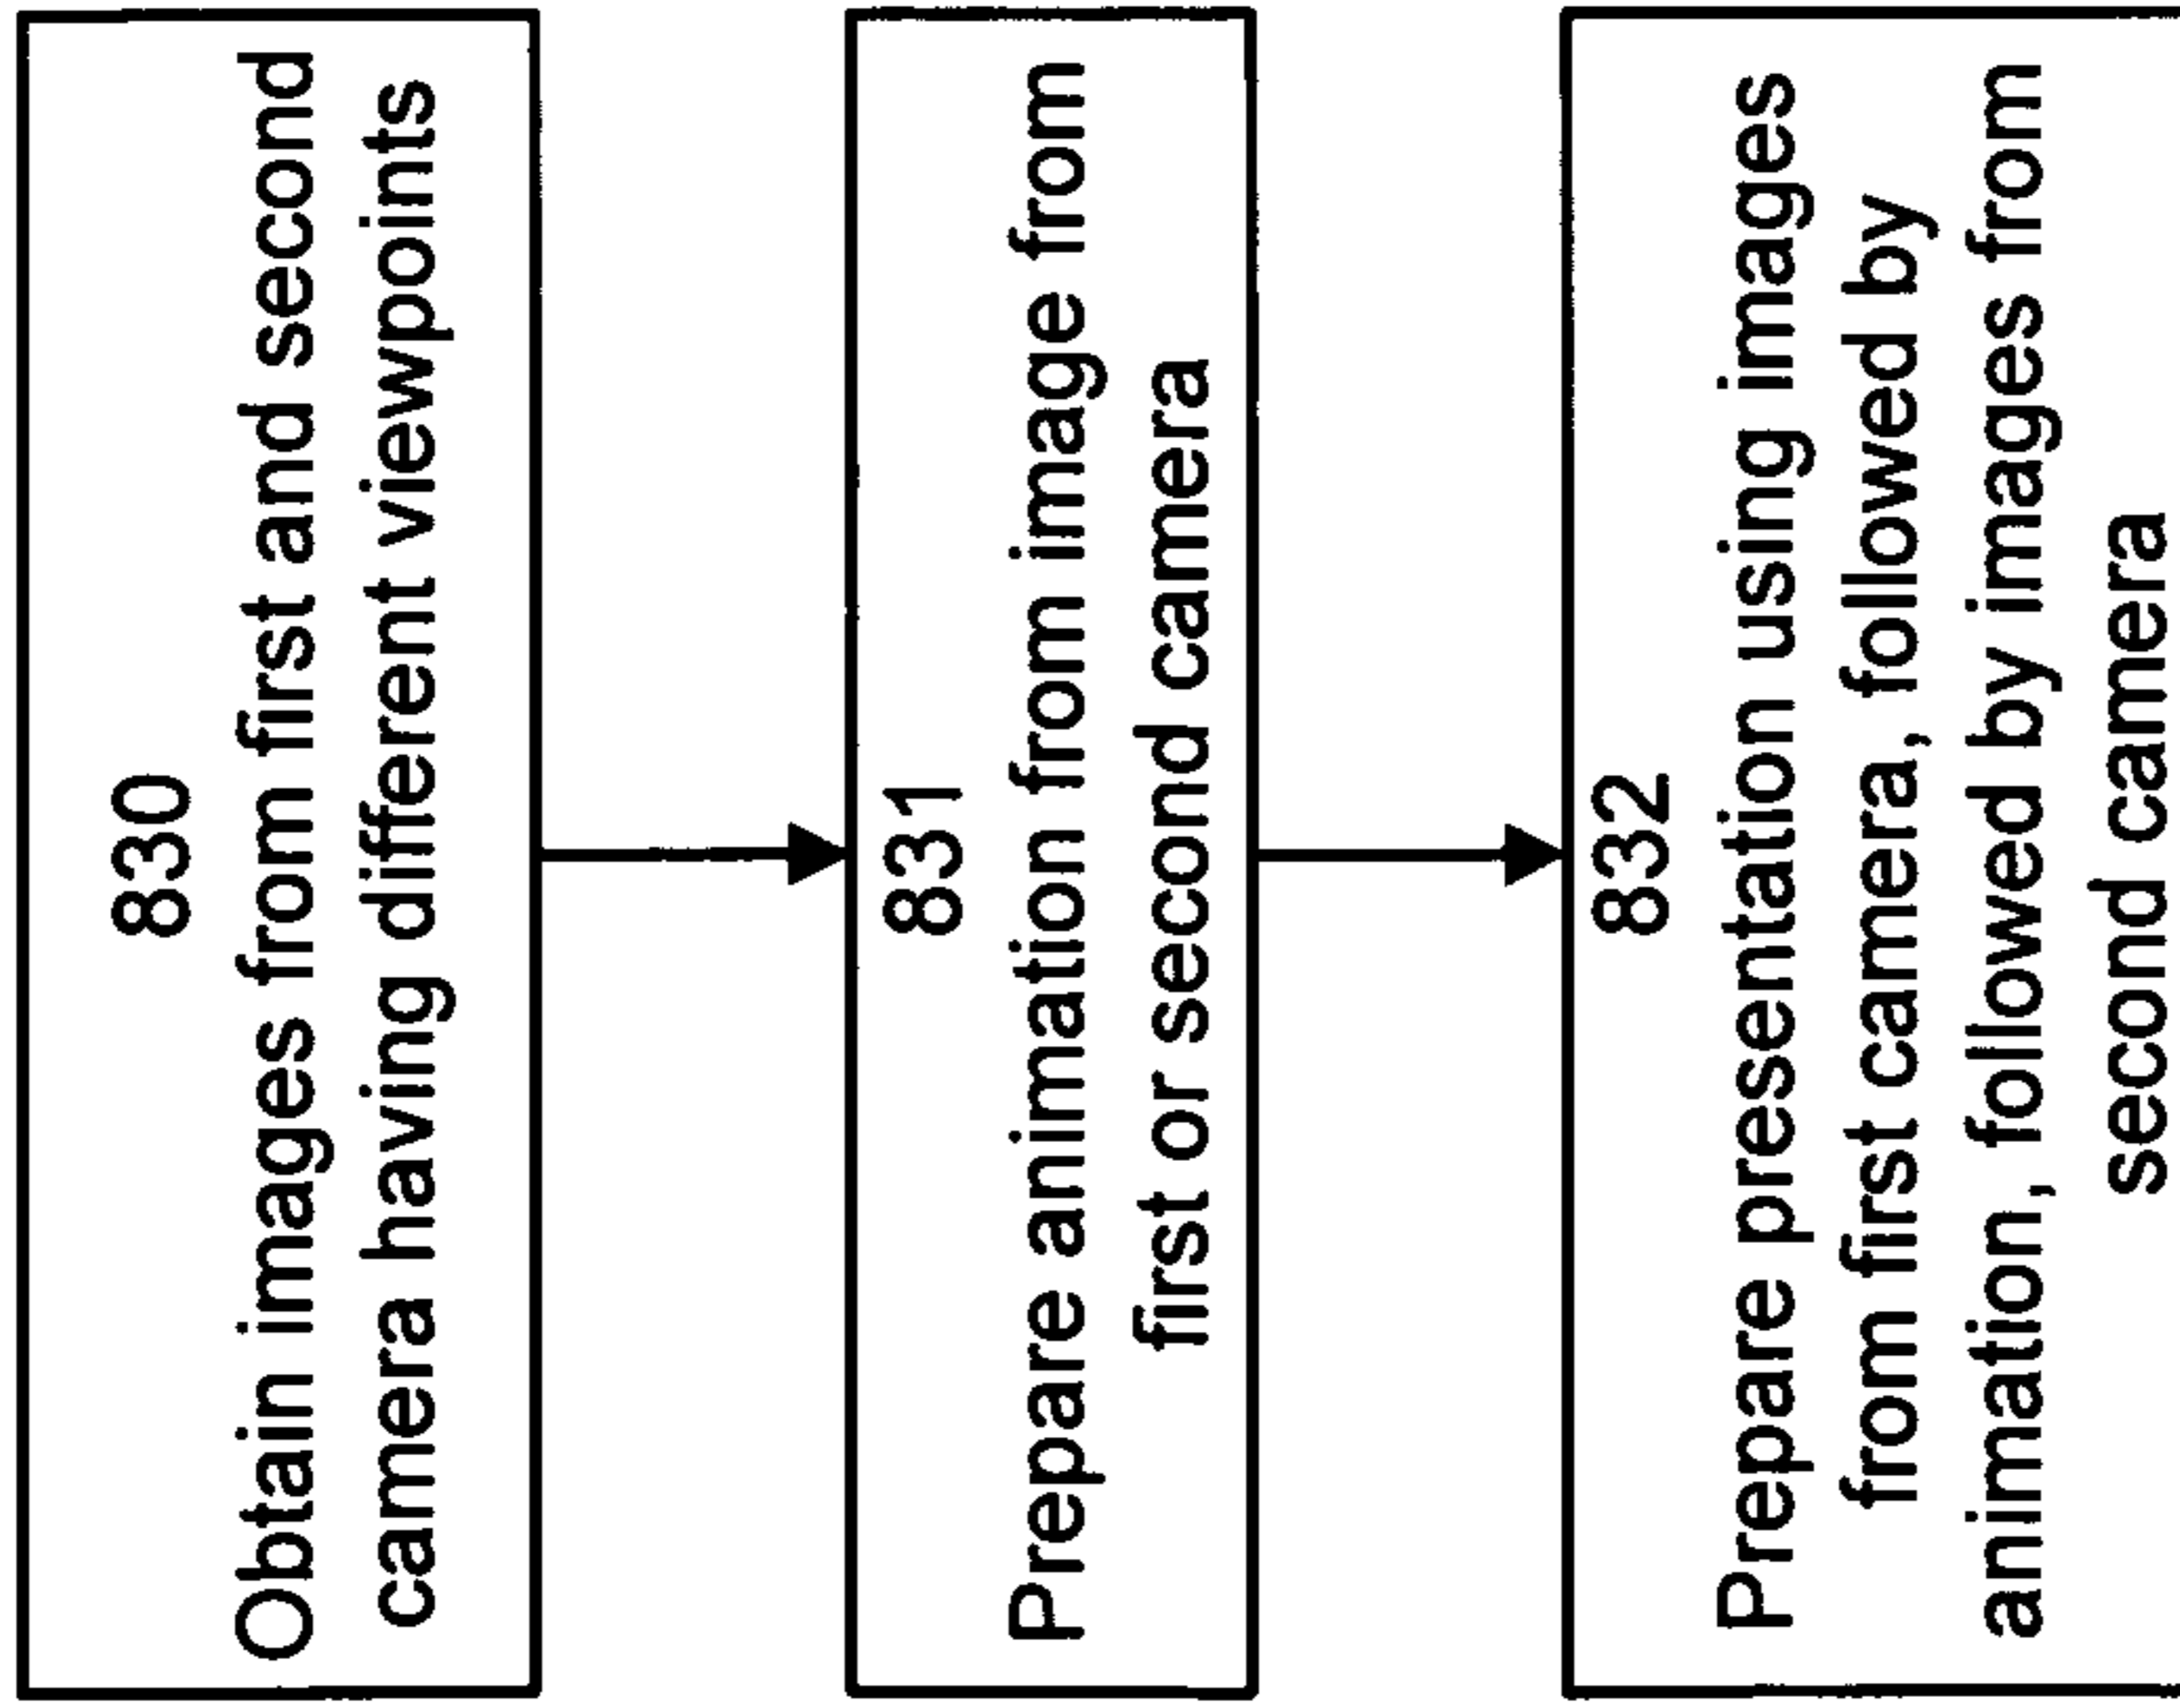 830
Obtain images from first and second
camera having different viewpoints
831
Prepare animation from image from
first or second camera
832
Prepare presentation using images
from first camera, followed by
animation, followed by images from
second camera